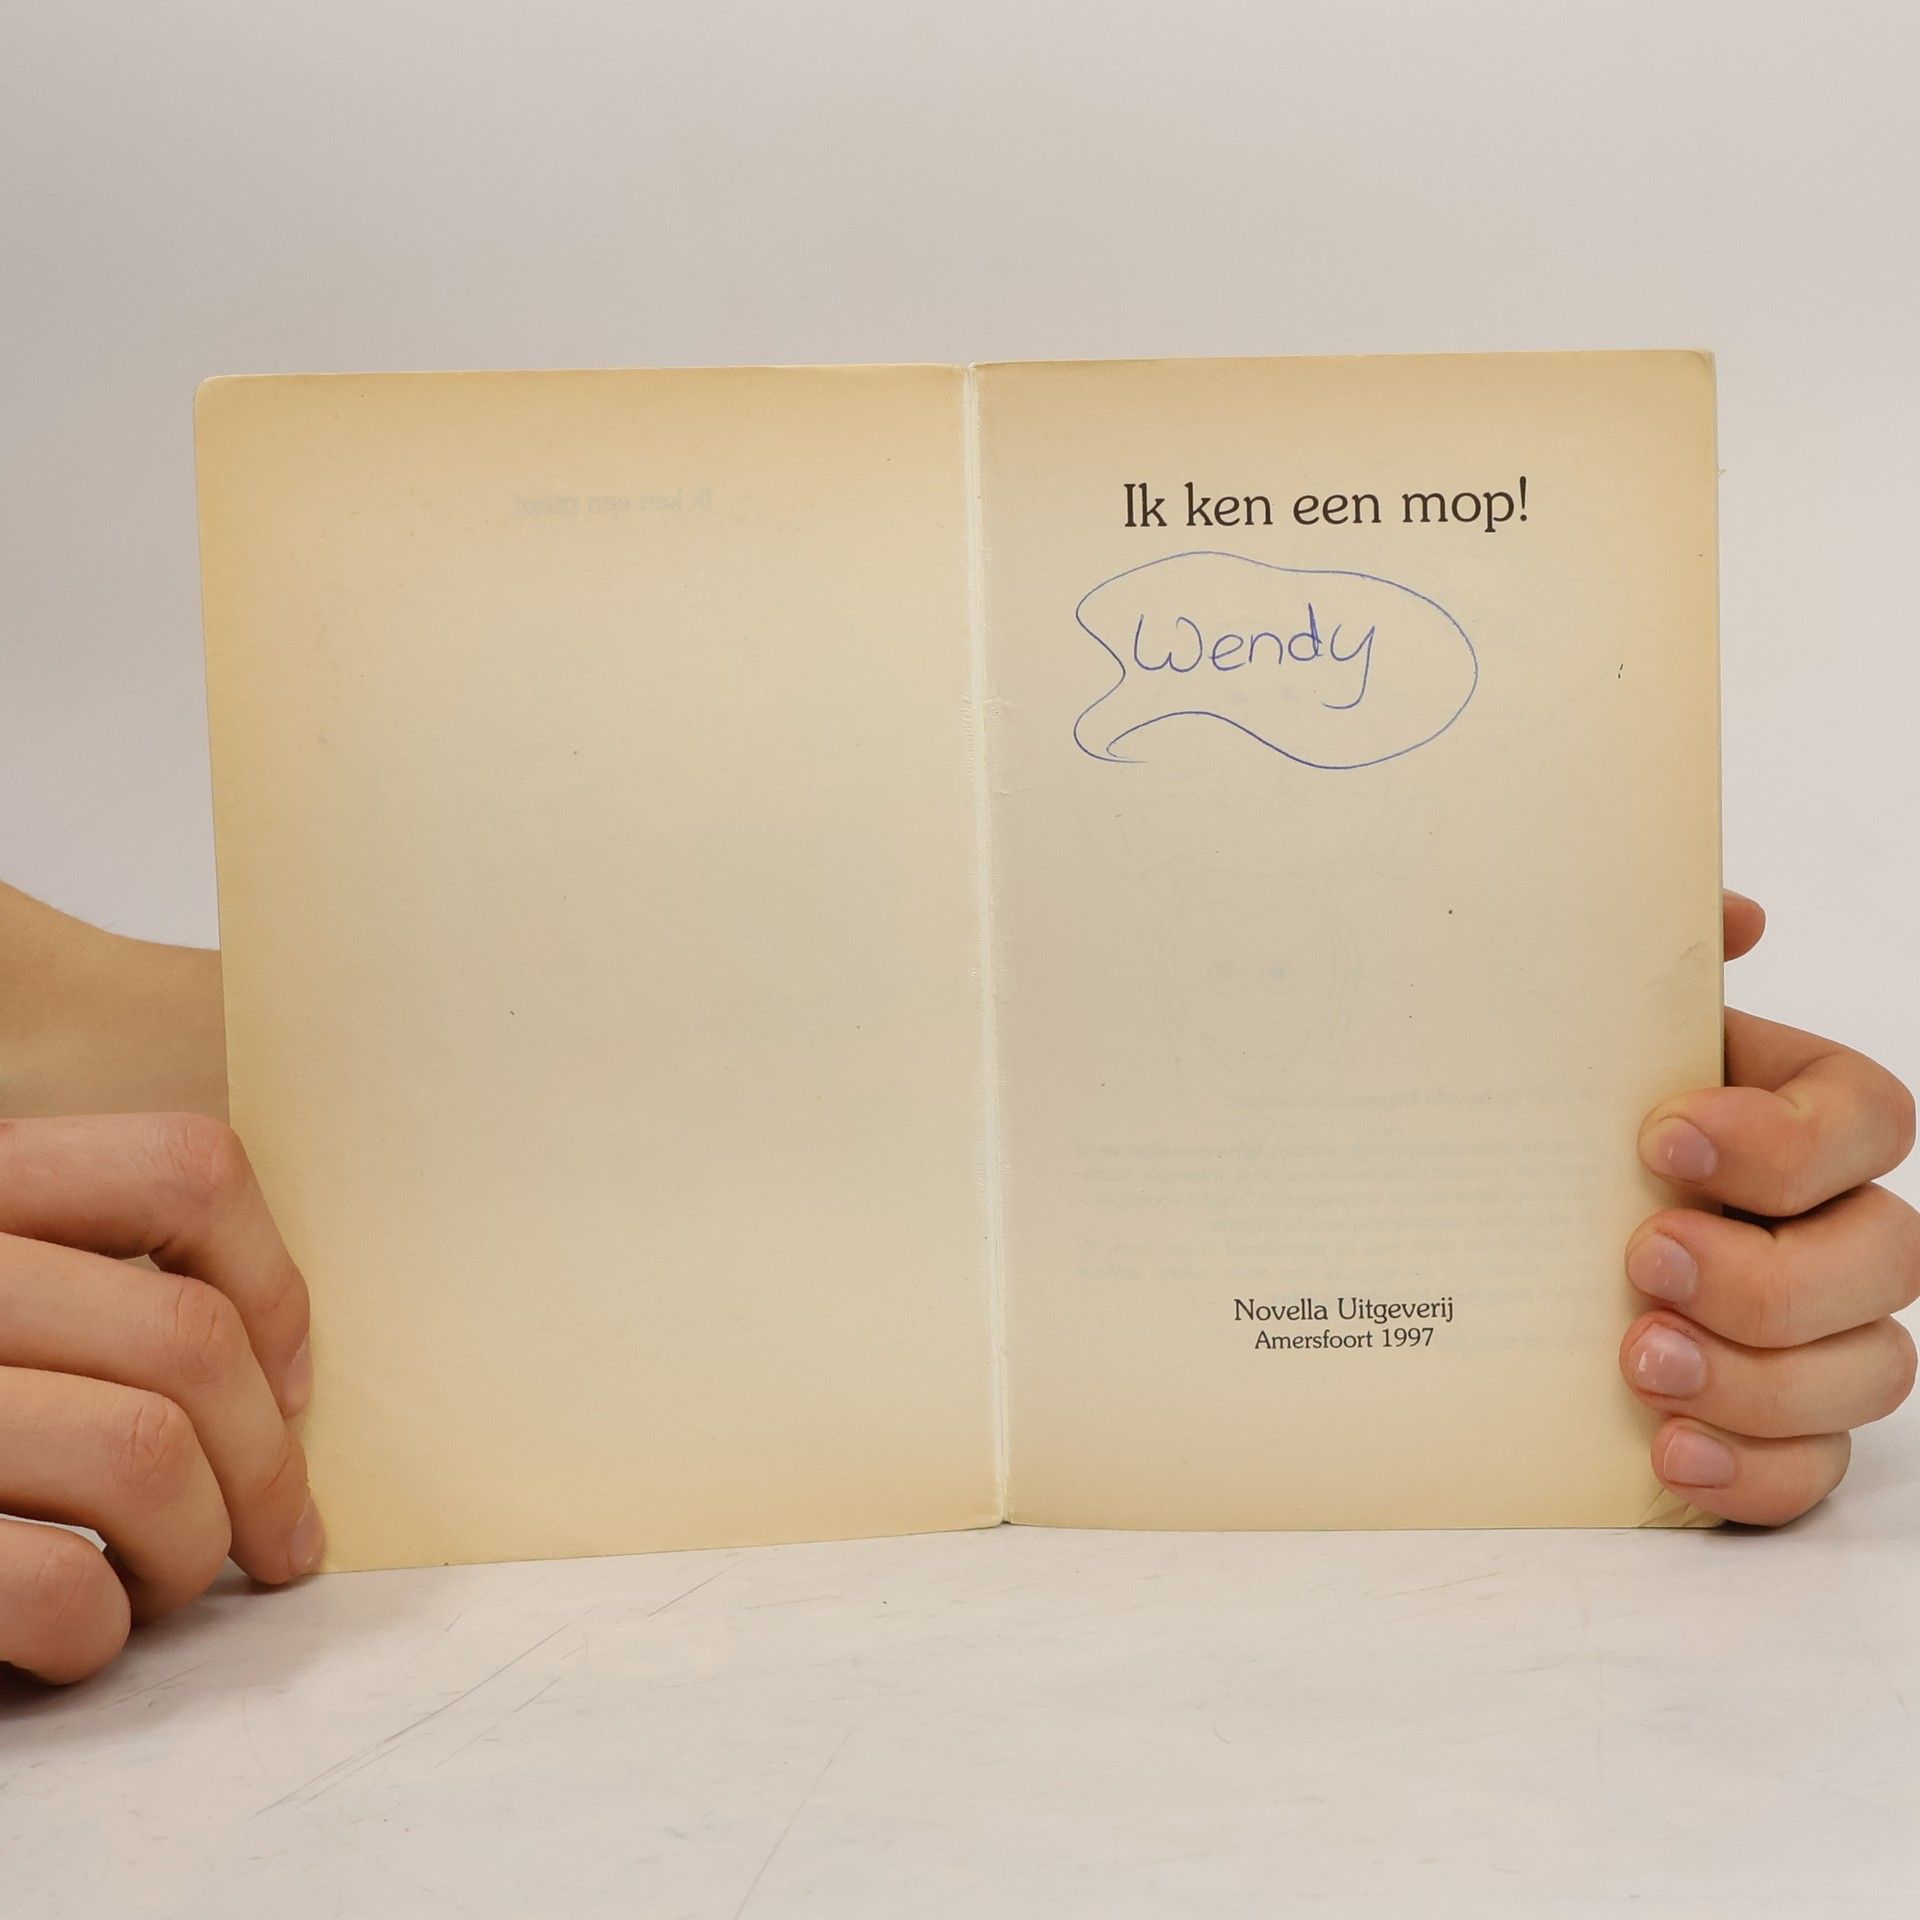 Ik ken een mop!
Wendy
Novella Uitgeverij
Amersfoort 1997